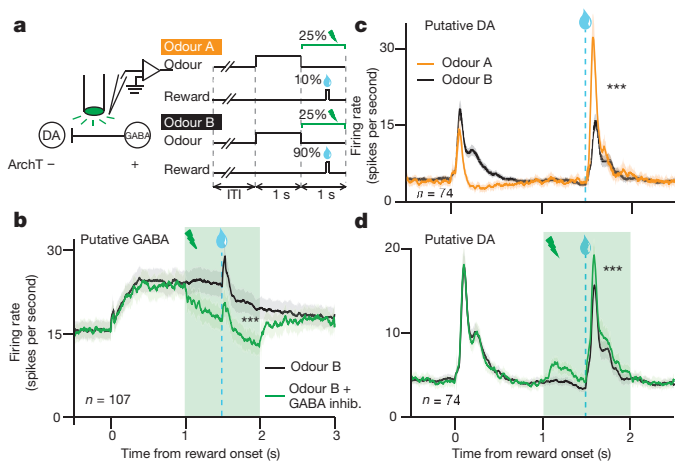 a
Odour A
Odour
25%
Reward
10%
Odour B
Odour
25%
Reward
90%
DA
GABA
ArchT – +
ITI 1 s 1 s
b
Putative GABA
30
15
0
Firing rate
(spikes per second)
***
Odour B
Odour B +
GABA inhib.
n = 107
0 1 2 3
Time from reward onset (s)
c
Putative DA
Odour A
Odour B
30
15
0
Firing rate
(spikes per second)
***
n = 74
d
Putative DA
20
10
0
***
n = 74
0 1 2
Time from reward onset (s)